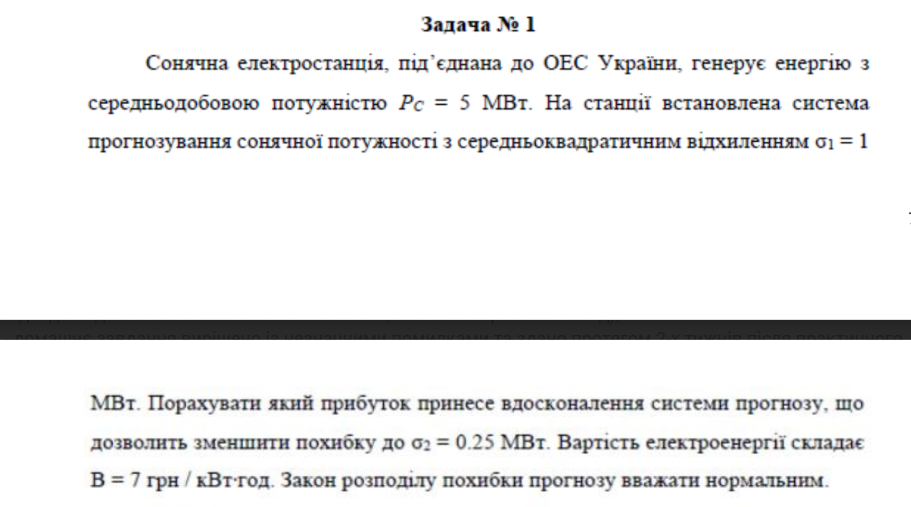 Задача № 1
Сонячна електростанція, під’єднана до ОЕС України, генерує енергію з
середньодобовою потужністю PC = 5 МВт. На станції встановлена система
прогнозування сонячної потужності з середньоквадратичним відхиленням σ1 = 1
МВт. Порахувати який прибуток принесе вдосконалення системи прогнозу, що
дозволить зменшити похибку до σ2 = 0.25 МВт. Вартість електроенергії складає
В = 7 грн / кВт·год. Закон розподілу похибки прогнозу вважати нормальним.